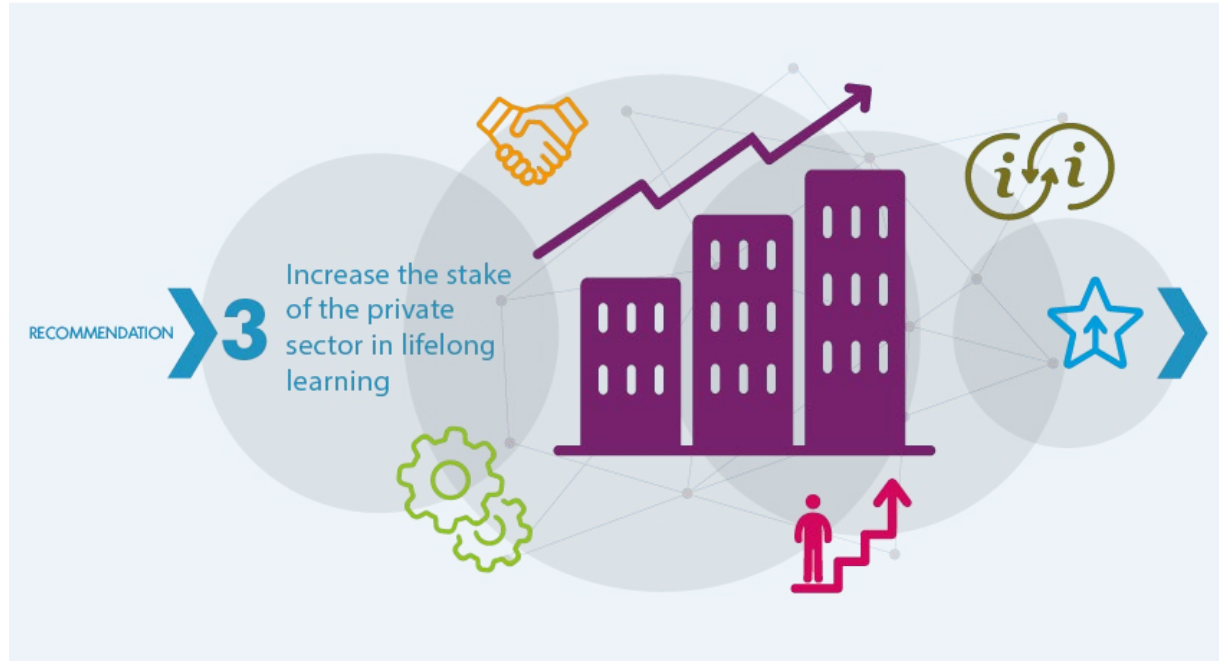 RECOMMENDATION
3
Increase the stake
of the private
sector in lifelong
learning
i i